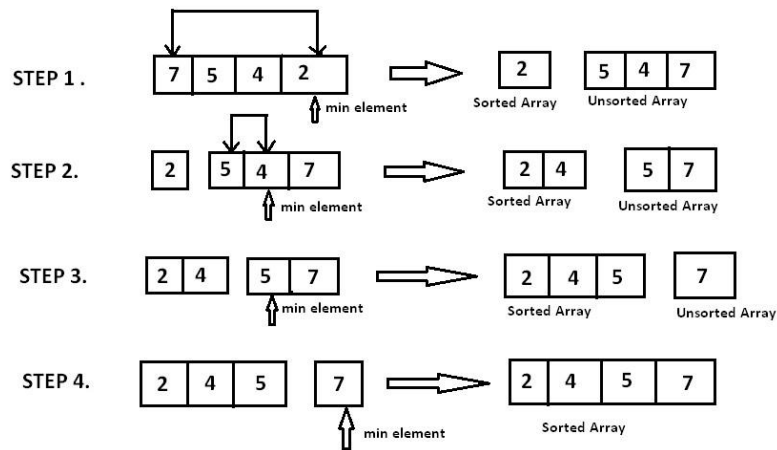 STEP 1 . 7 5 4 2 2 5 4 7
min element Sorted Array Unsorted Array
STEP 2. 2 5 4 7 2 4 5 7
min element Sorted Array Unsorted Array
STEP 3. 2 4 5 7 2 4 5 7
min element Sorted Array Unsorted Array
STEP 4. 2 4 5 7 2 4 5 7
min element Sorted Array